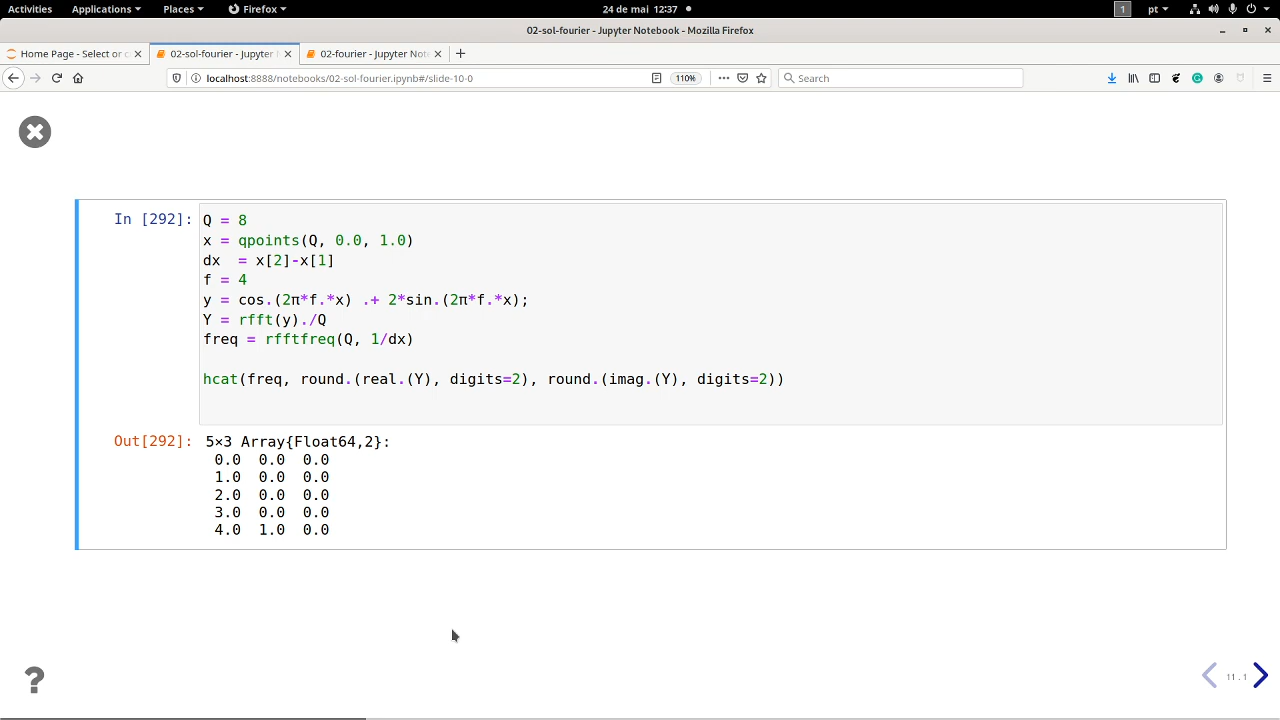 Activities Applications Places Firefox 24 de mai 12:37 1 pt
02-sol-fourier - Jupyter Notebook - Mozilla Firefox
Home Page - Select or c 02-sol-fourier - Jupyter 02-fourier - Jupyter Note
localhost:8888/notebooks/02-sol-fourier.ipynb#/slide-10-0 110% Search
In [292]: Q = 8
x = qpoints(Q, 0.0, 1.0)
dx  = x[2]-x[1]
f = 4
y = cos.(2π*f.*x) .+ 2*sin.(2π*f.*x);
Y = rfft(y)./Q
freq = rfftfreq(Q, 1/dx)
hcat(freq, round.(real.(Y), digits=2), round.(imag.(Y), digits=2))
Out[292]: 5×3 Array{Float64,2}:
0.0  0.0  0.0
1.0  0.0  0.0
2.0  0.0  0.0
3.0  0.0  0.0
4.0  1.0  0.0
?
11.1